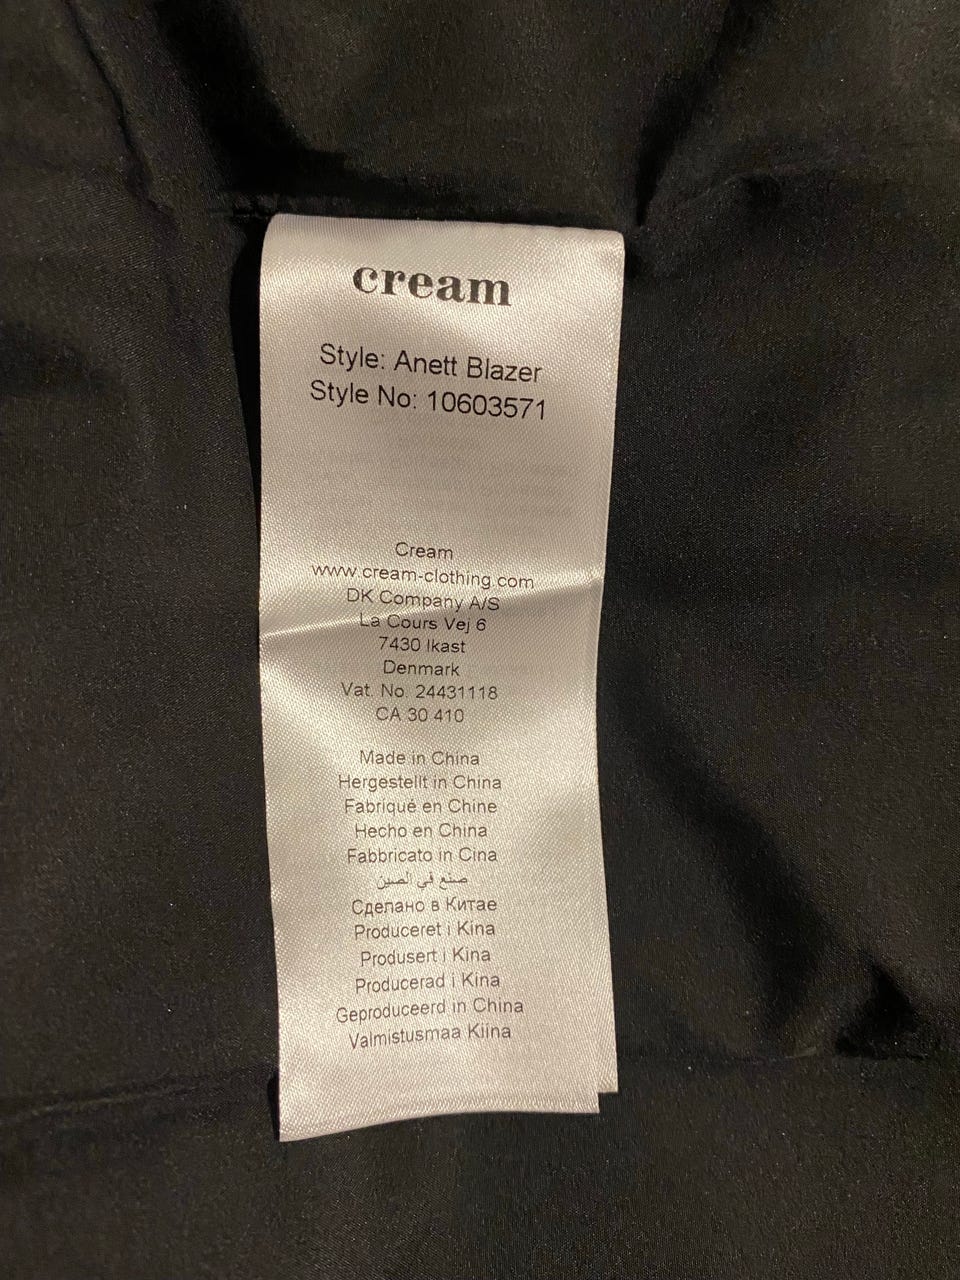 cream
Style: Anett Blazer
Style No: 10603571
Cream
www.cream-clothing.com
DK Company A/S
La Cours Vej 6
7430 Ikast
Denmark
Vat. No. 24431118
CA 30 410
Made in China
Hergestellt in China
Fabriqué en Chine
Hecho en China
Fabbricato in Cina
صنع في الصين
Сделано в Китае
Produceret i Kina
Produsert i Kina
Producerad i Kina
Geproduceerd in China
Valmistusmaa Kiina